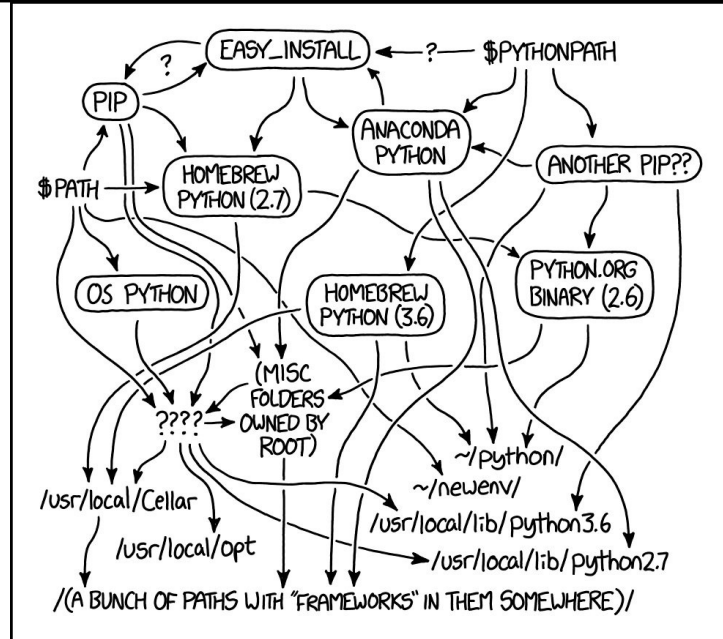 EASY_INSTALL
?
?
$PYTHONPATH
PIP
ANACONDA
PYTHON
ANOTHER PIP??
HOMEBREW
PYTHON (2.7)
$PATH
PYTHON.ORG
BINARY (2.6)
OS PYTHON
HOMEBREW
PYTHON (3.6)
(MISC
FOLDERS
OWNED BY
ROOT)
????
~/python/
~/newenv/
/usr/local/Cellar
/usr/local/lib/python3.6
/usr/local/opt
/usr/local/lib/python2.7
/(A BUNCH OF PATHS WITH "FRAMEWORKS" IN THEM SOMEWHERE)/